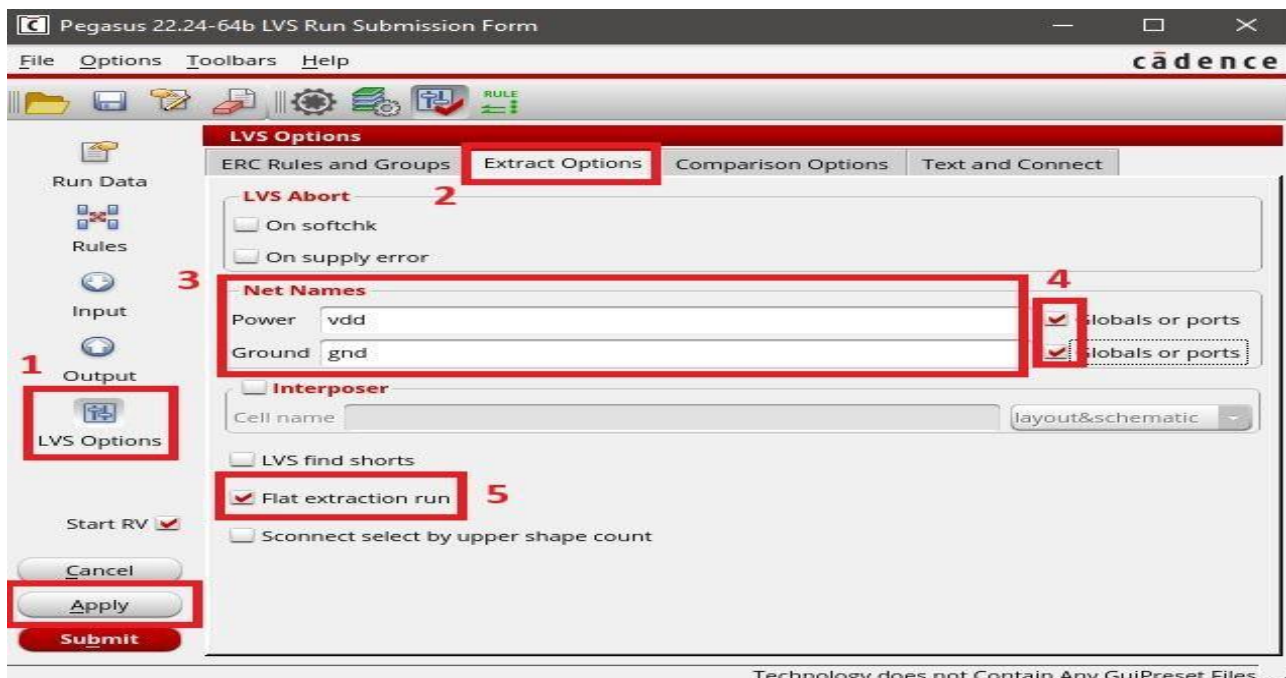 Pegasus 22.24-64b LVS Run Submission Form
File Options Toolbars Help
cādence
RULE
LVS Options
ERC Rules and Groups Extract Options Comparison Options Text and Connect
2
Run Data
Rules
Input
Output
1
LVS Options
Start RV
Cancel
Apply
Submit
LVS Abort
On softchk
On supply error
3
Net Names
4
Power vdd Globals or ports
Ground gnd Globals or ports
Interposer
Cell name layout&schematic
LVS find shorts
Flat extraction run 5
Sconnect select by upper shape count
Technology does not Contain Any GuiPreset Files